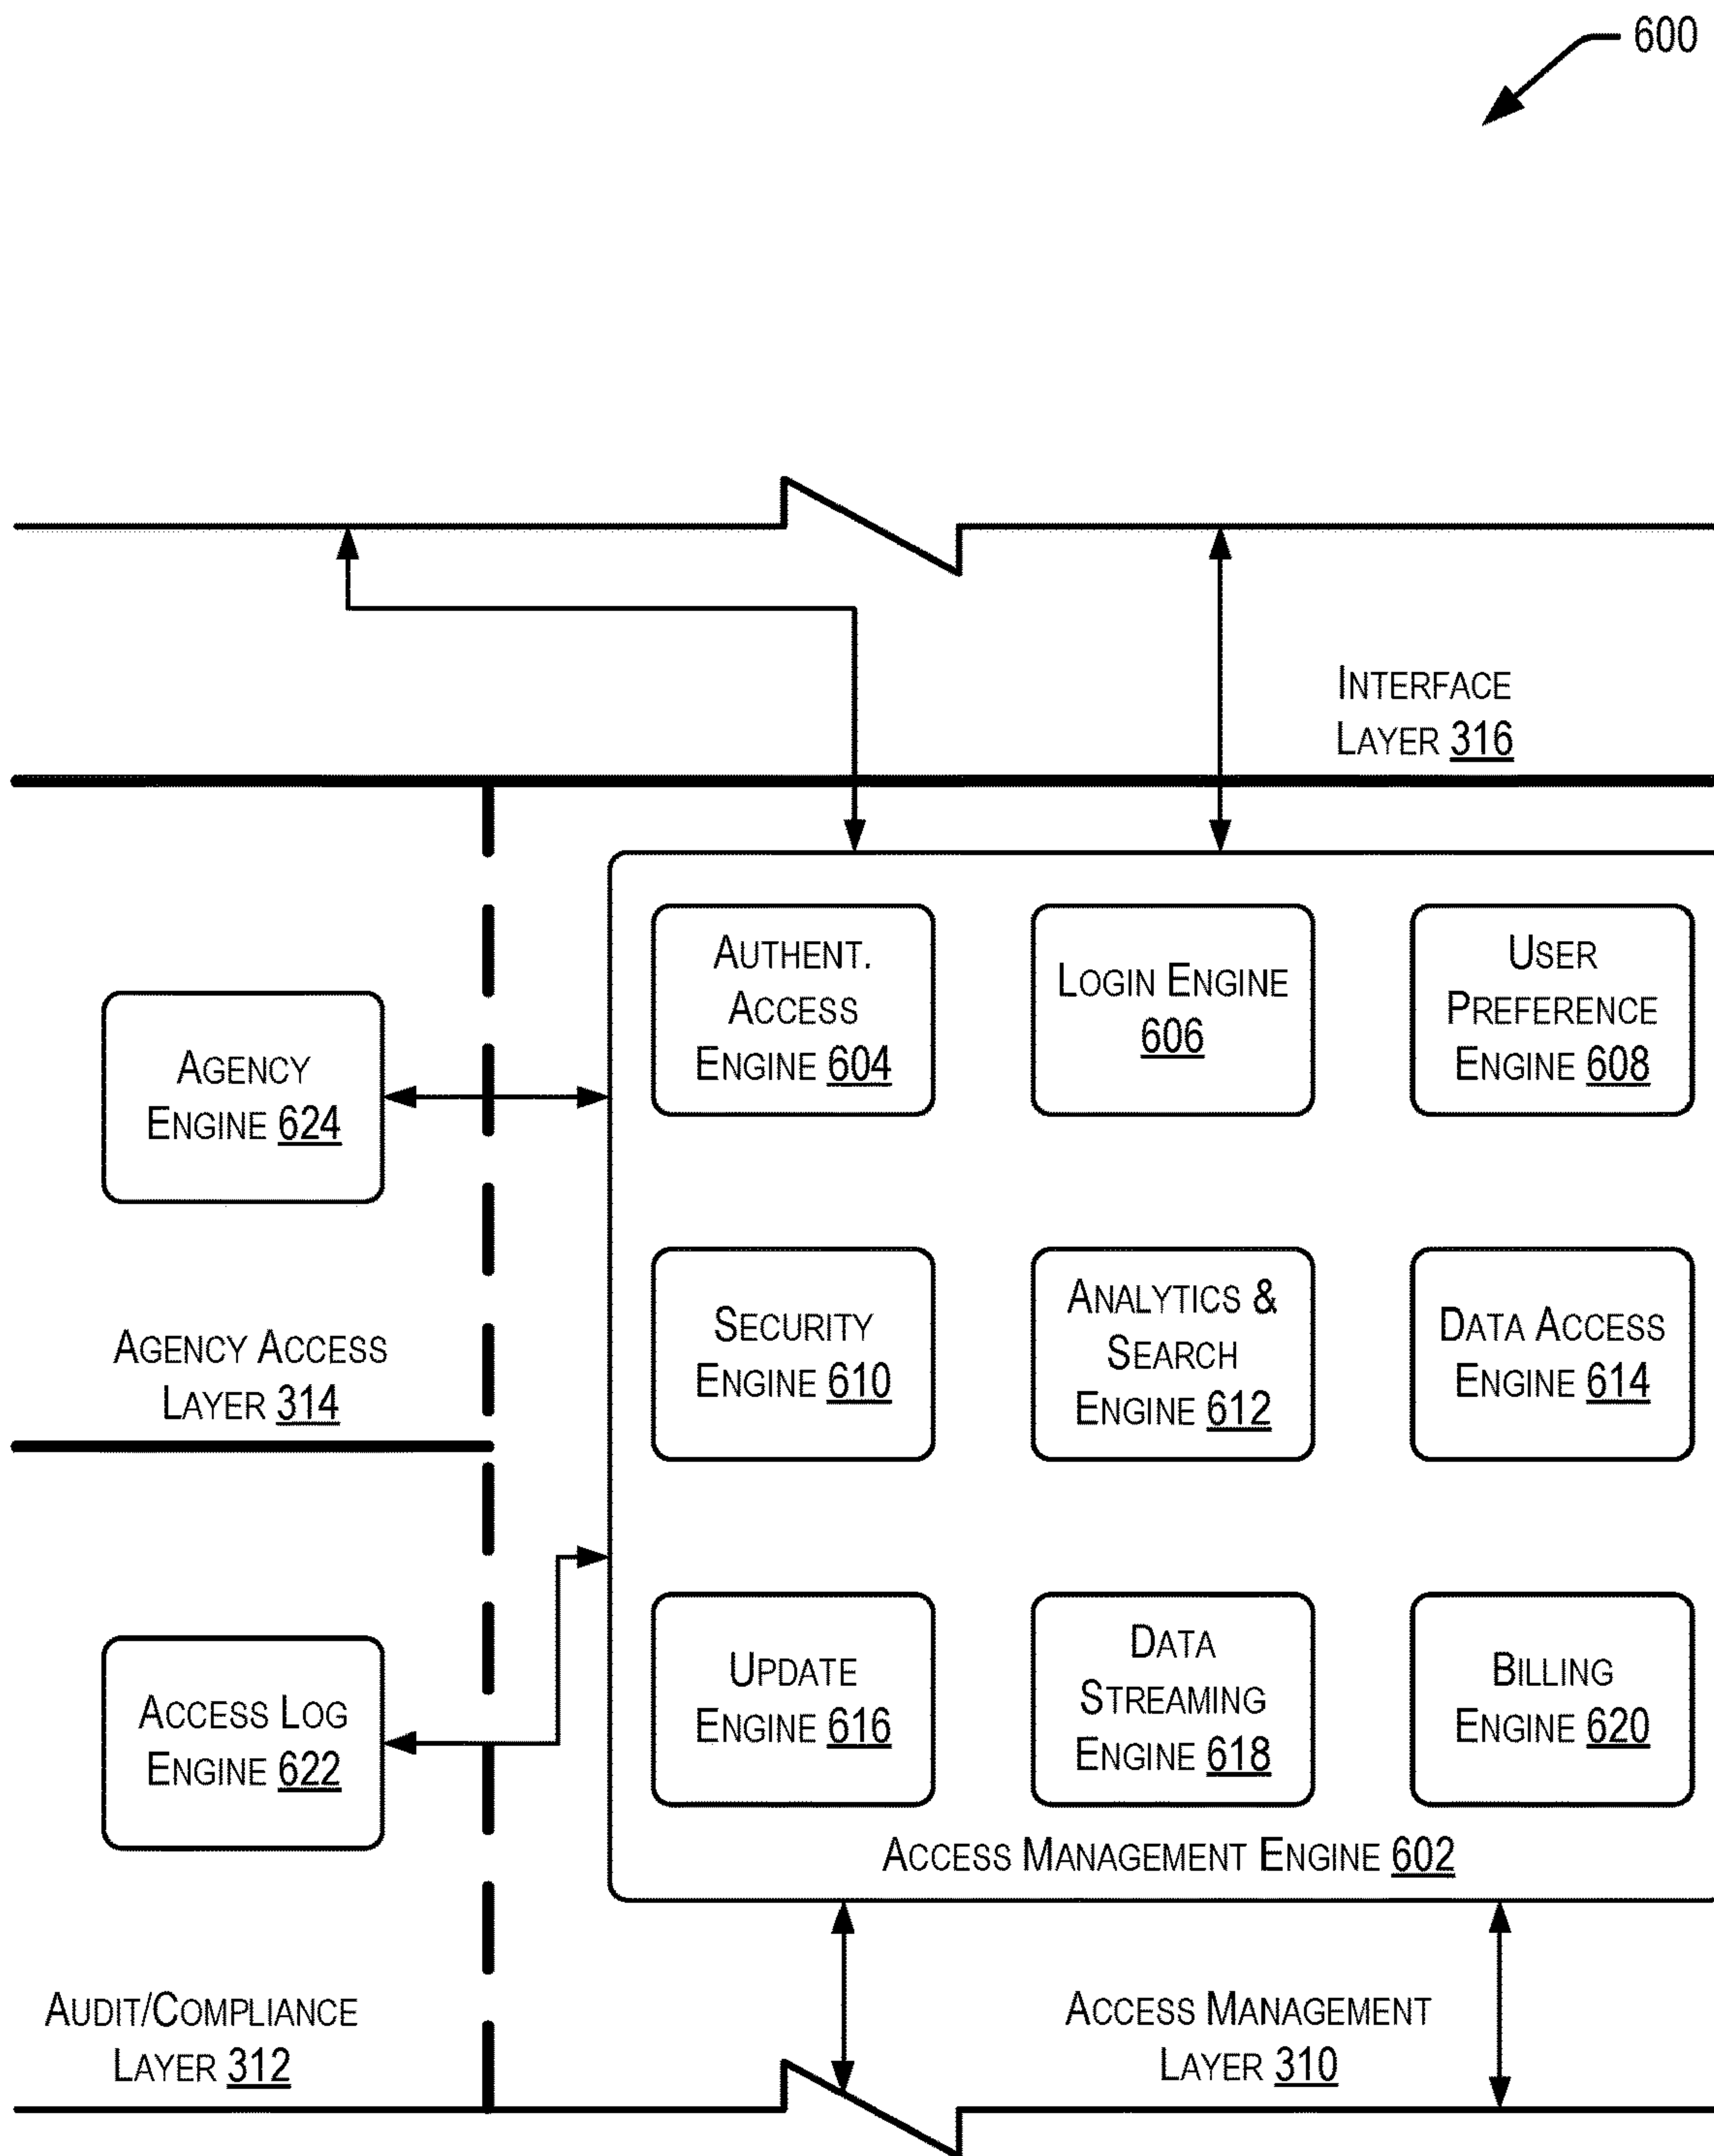 600
INTERFACE
LAYER 316
AUTHENT.
ACCESS
ENGINE 604
LOGIN ENGINE
606
USER
PREFERENCE
ENGINE 608
AGENCY
ENGINE 624
SECURITY
ENGINE 610
ANALYTICS &
SEARCH
ENGINE 612
DATA ACCESS
ENGINE 614
AGENCY ACCESS
LAYER 314
UPDATE
ENGINE 616
DATA
STREAMING
ENGINE 618
BILLING
ENGINE 620
ACCESS LOG
ENGINE 622
ACCESS MANAGEMENT ENGINE 602
AUDIT/COMPLIANCE
LAYER 312
ACCESS MANAGEMENT
LAYER 310